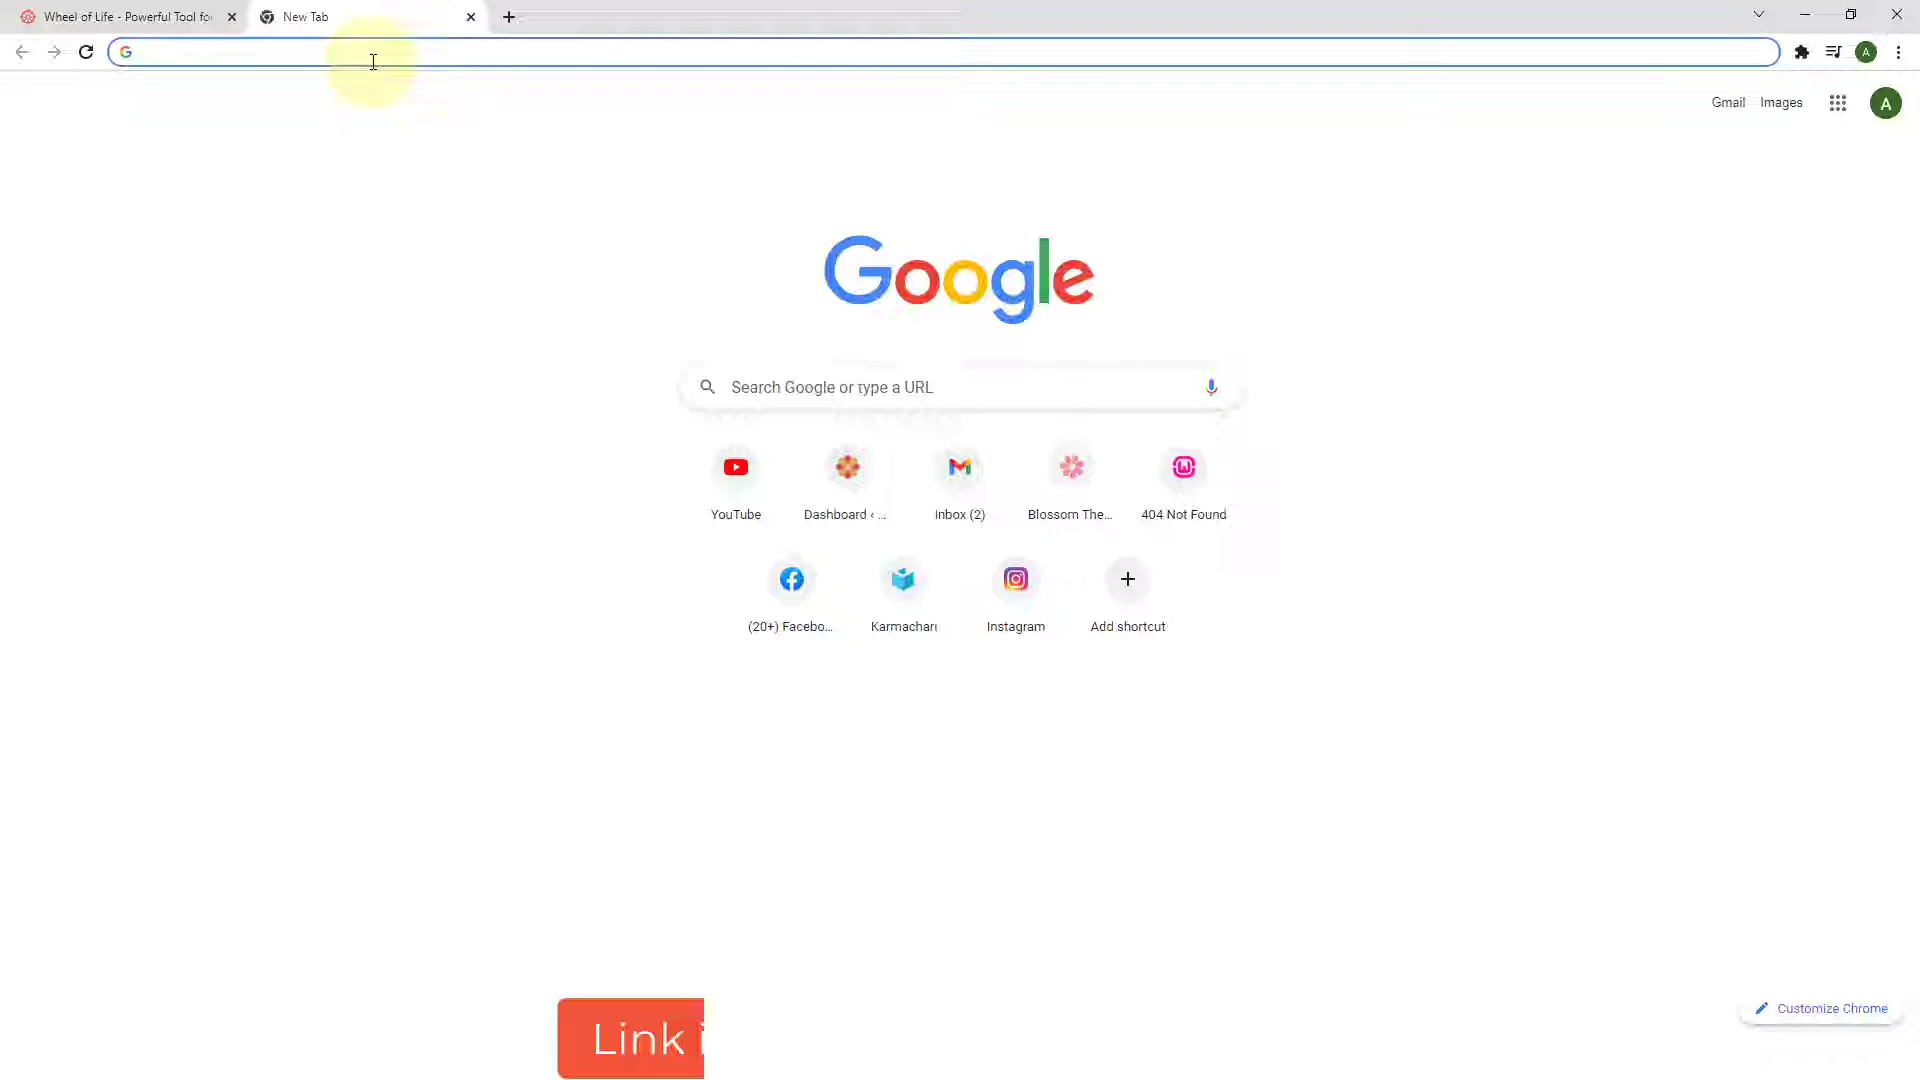 Wheel of Life - Powerful Tool fo
New Tab
A
Gmail
Images
A
Google
Search Google or type a URL
YouTube
Dashboard ‹ ...
Inbox (2)
Blossom The...
404 Not Found
(20+) Facebo...
Karmachari
Instagram
Add shortcut
Customize Chrome
Link i